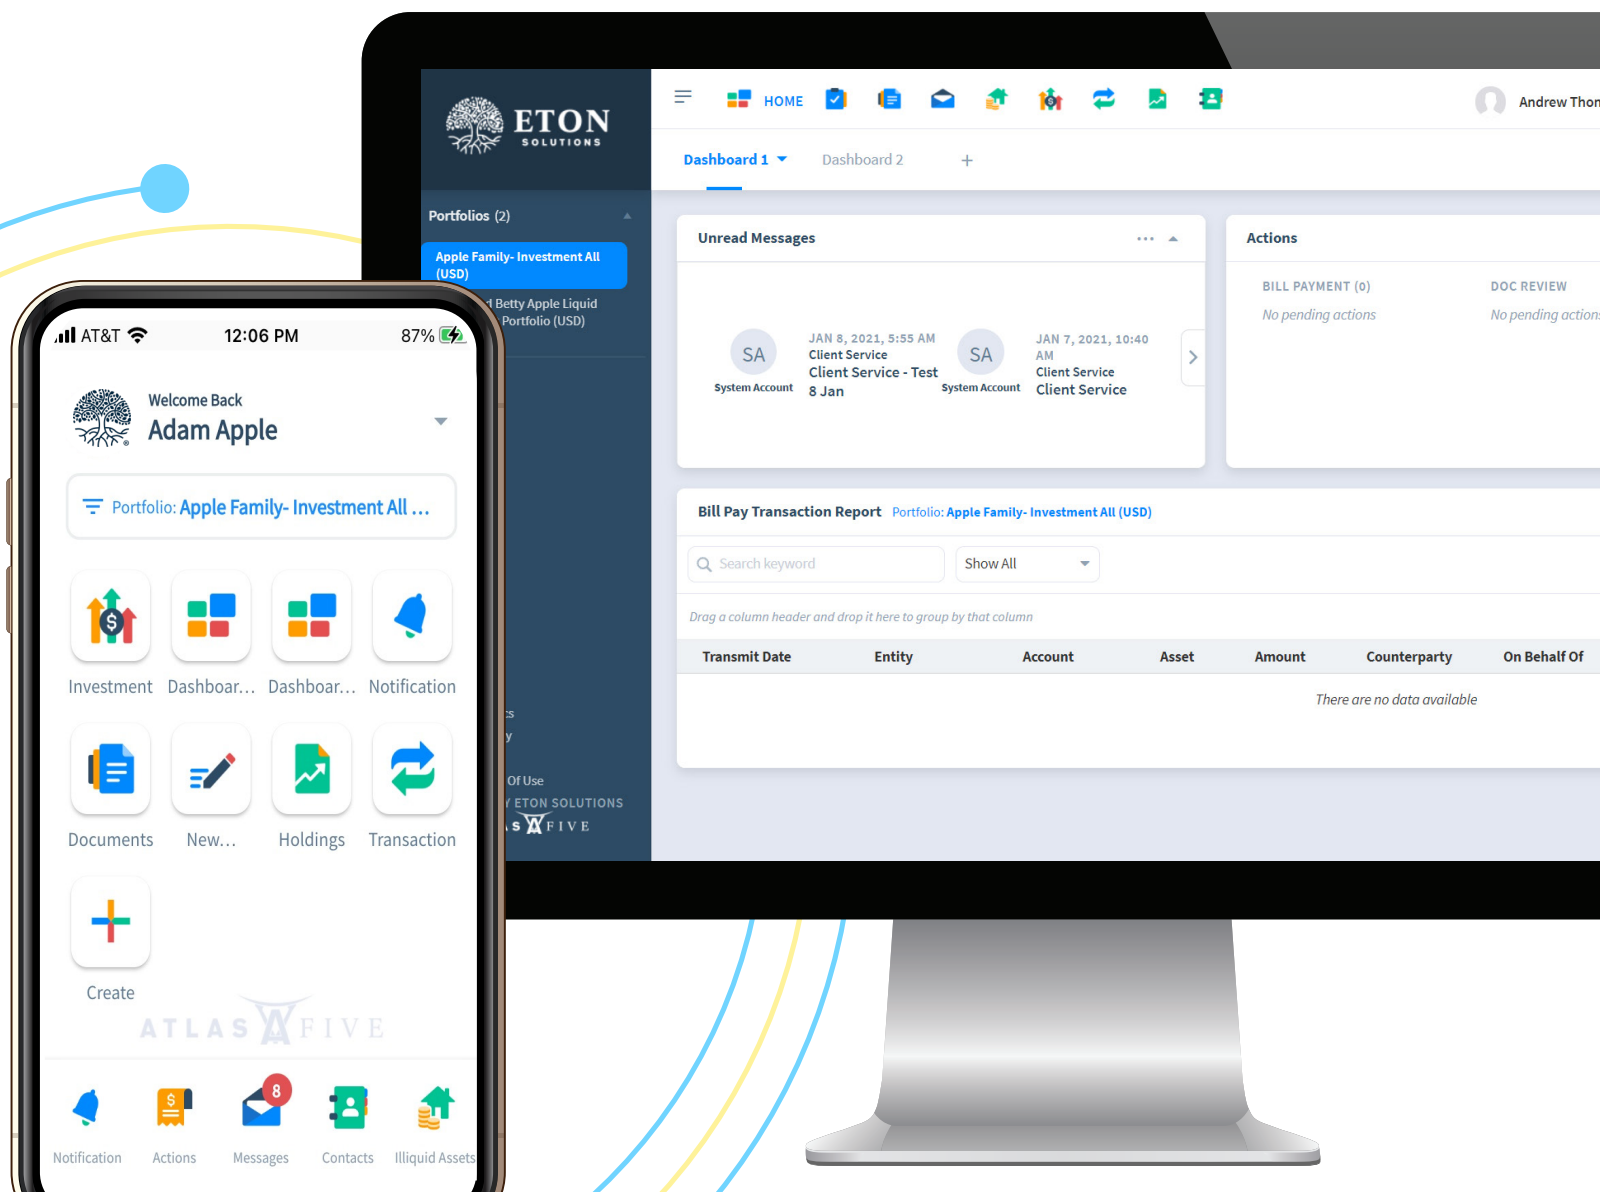 ETON
SOLUTIONS
HOME
Andrew Thor
Dashboard 1
Dashboard 2
+
Portfolios (2)
Apple Family- Investment All
(USD)
Betty Apple Liquid
Portfolio (USD)
Of Use
ETON SOLUTIONS
FIVE
Unread Messages
SA
System Account
JAN 8, 2021, 5:55 AM
Client Service
Client Service - Test
8 Jan
SA
System Account
JAN 7, 2021, 10:40
AM
Client Service
Client Service
Actions
BILL PAYMENT (0)
No pending actions
DOC REVIEW
No pending actions
Bill Pay Transaction Report Portfolio: Apple Family- Investment All (USD)
Search keyword
Show All
Drag a column header and drop it here to group by that column
Transmit Date Entity Account Asset Amount Counterparty On Behalf Of
There are no data available
AT&T 12:06 PM 87%
Welcome Back
Adam Apple
Portfolio: Apple Family- Investment All ...
Investment Dashboar... Dashboar... Notification
Documents New... Holdings Transaction
Create
ATLAS FIVE
8
Notification Actions Messages Contacts Illiquid Assets